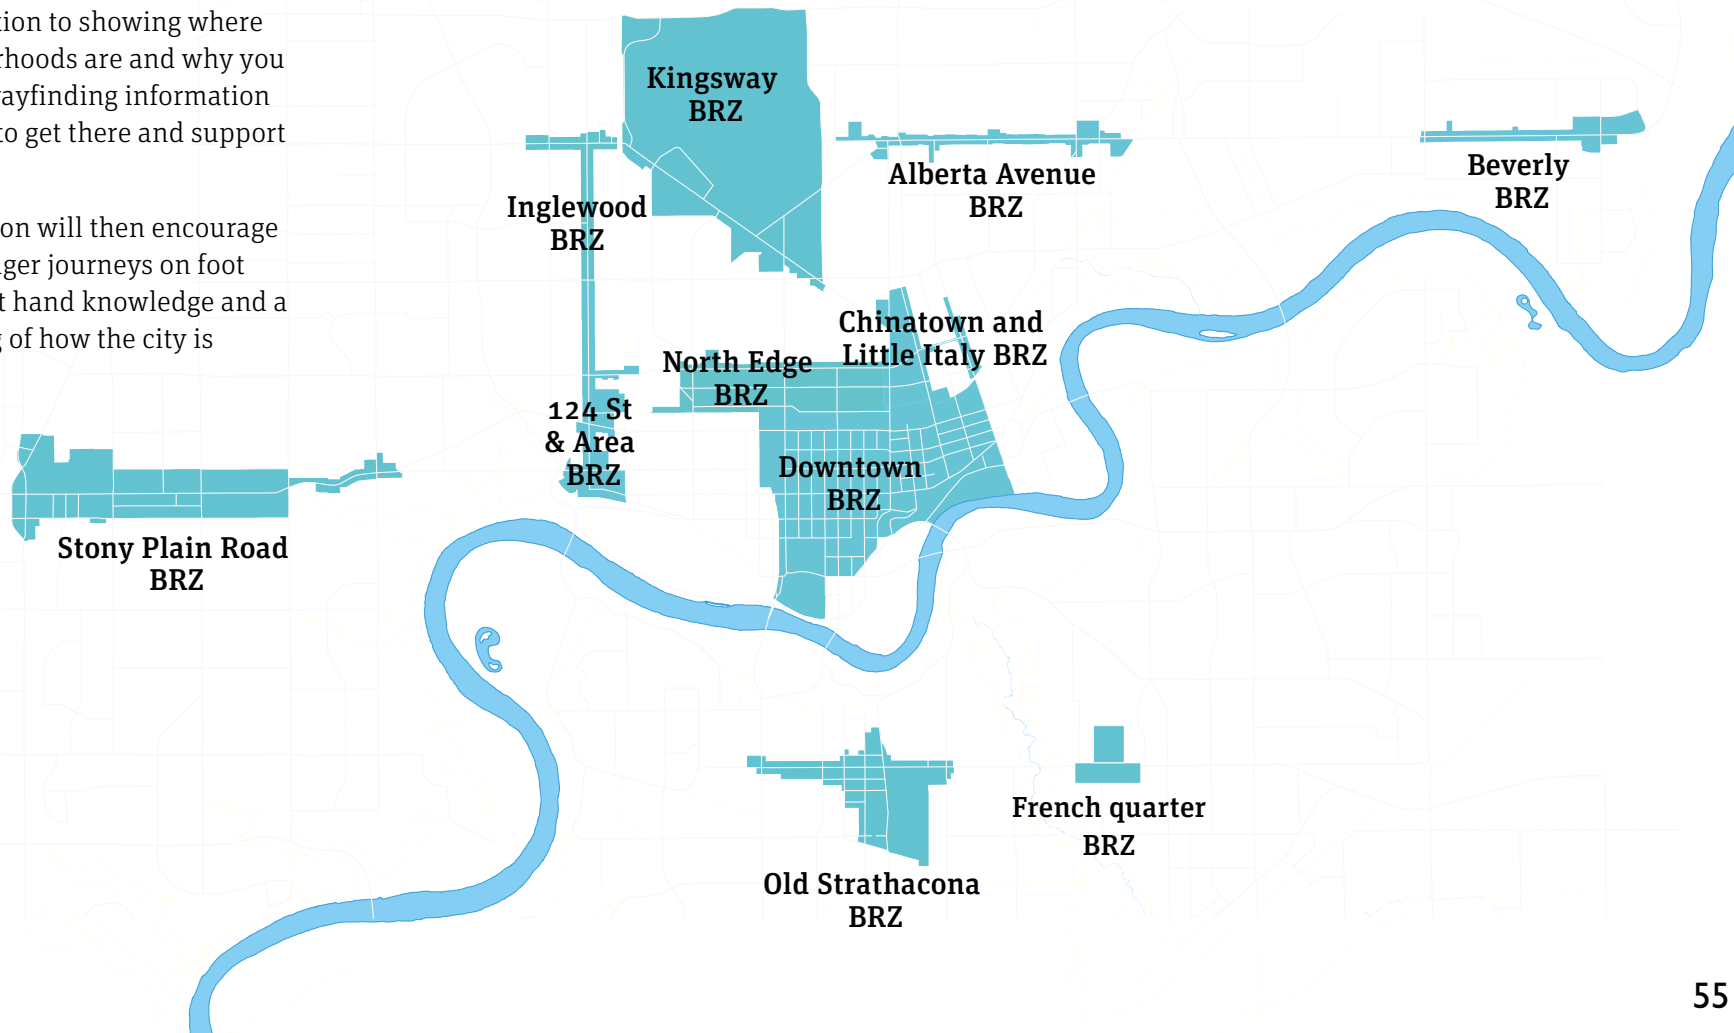 tion to showing where
rhoods are and why you
ayfinding information
to get there and support
on will then encourage
ger journeys on foot
t hand knowledge and a
of how the city is
Kingsway
BRZ
Alberta Avenue
BRZ
Beverly
BRZ
Inglewood
BRZ
Chinatown and
Little Italy BRZ
North Edge
BRZ
124 St
& Area
BRZ
Downtown
BRZ
Stony Plain Road
BRZ
French quarter
BRZ
Old Strathacona
BRZ
55